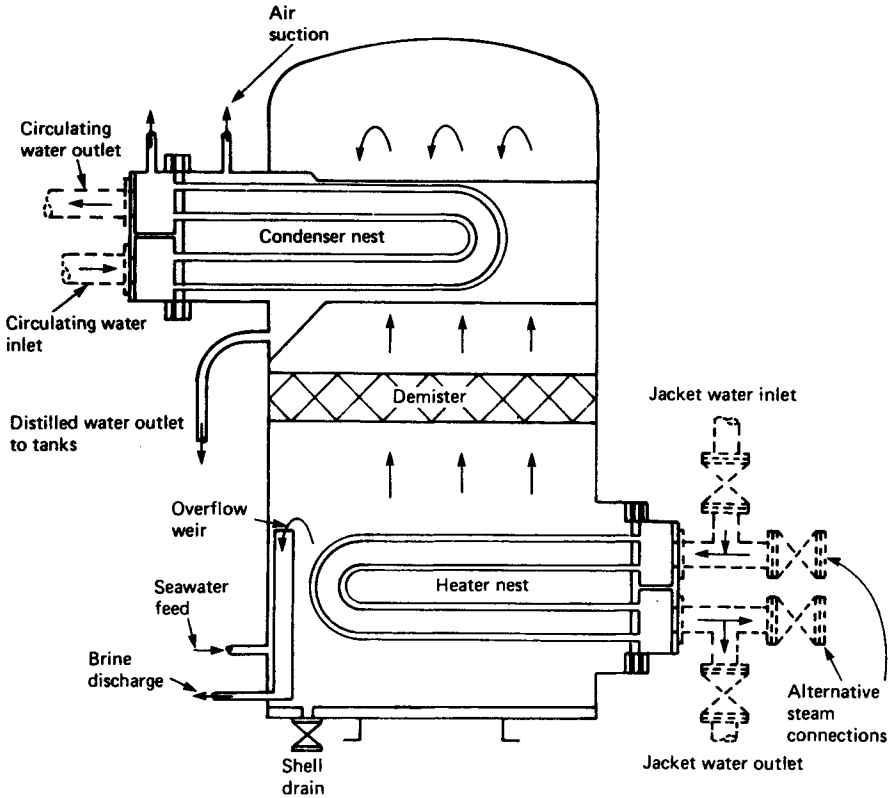 Air
suction
Circulating
water outlet
Condenser nest
Circulating water
inlet
Demister
Jacket water inlet
Distilled water outlet
to tanks
Overflow
weir
Heater nest
Seawater
feed
Brine
discharge
Alternative
steam
connections
Shell
drain
Jacket water outlet